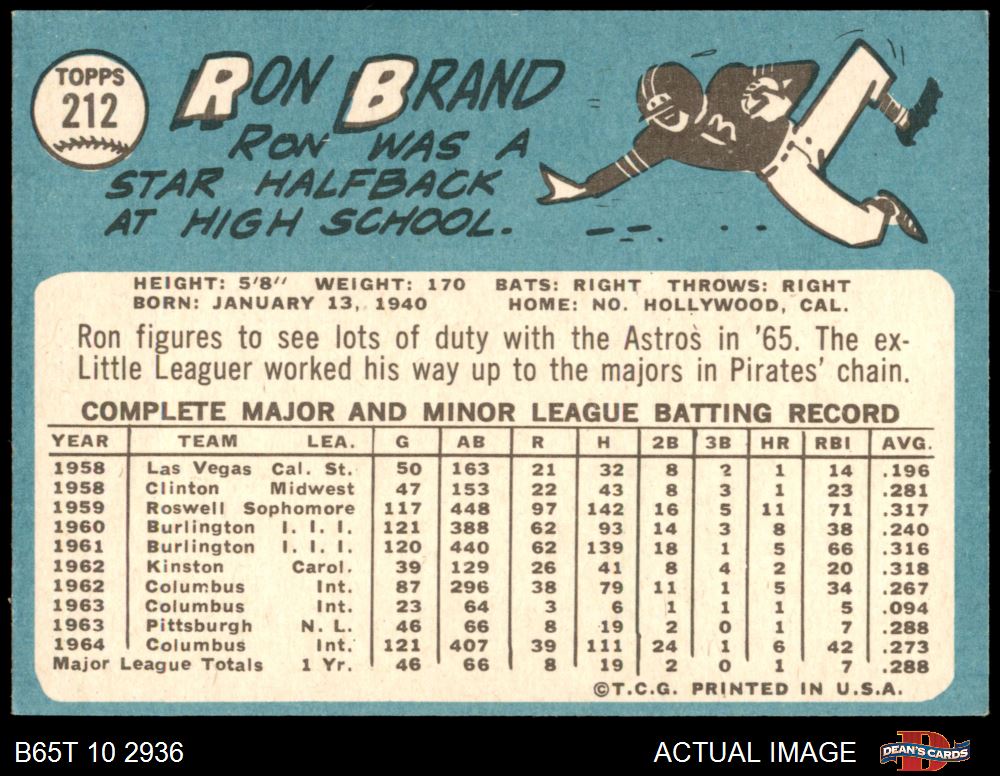 TOPPS
212
RON BRAND
RON WAS A
STAR HALFBACK
AT HIGH SCHOOL.
HEIGHT: 5'8" WEIGHT: 170 BATS: RIGHT THROWS: RIGHT
BORN: JANUARY 13, 1940 HOME: NO. HOLLYWOOD, CAL.
Ron figures to see lots of duty with the Astros in '65. The ex-
Little Leaguer worked his way up to the majors in Pirates' chain.
COMPLETE MAJOR AND MINOR LEAGUE BATTING RECORD
YEAR TEAM LEA. G AB R H 2B 3B HR RBI AVG.
1958 Las Vegas Cal. St. 50 163 21 32 8 2 1 14 .196
1958 Clinton Midwest 47 153 22 43 8 3 1 23 .281
1959 Roswell Sophomore 117 448 97 142 16 5 11 71 .317
1960 Burlington I. I. I. 121 388 62 93 14 3 8 38 .240
1961 Burlington I. I. I. 120 440 62 139 18 1 5 66 .316
1962 Kinston Carol. 39 129 26 41 8 4 2 20 .318
1962 Columbus Int. 87 296 38 79 11 1 5 34 .267
1963 Columbus Int. 23 64 3 6 1 1 1 5 .094
1963 Pittsburgh N. L. 46 66 8 19 2 0 1 7 .288
1964 Columbus Int. 121 407 39 111 24 1 6 42 .273
Major League Totals 1 Yr. 46 66 8 19 2 0 1 7 .288
©T.C.G. PRINTED IN U.S.A.
B65T 10 2936 ACTUAL IMAGE DEAN'S CARDS